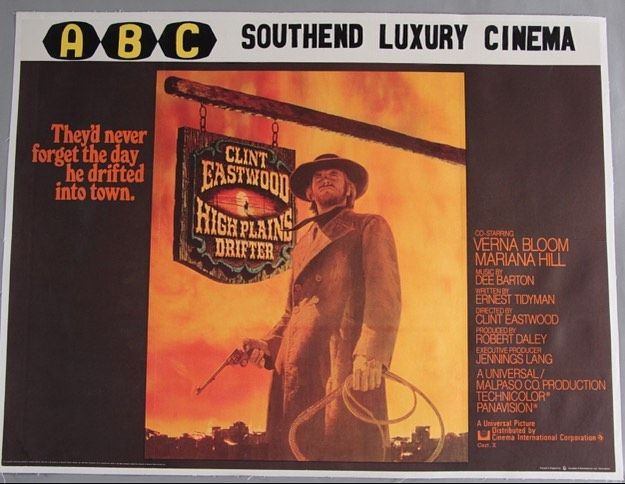 ABC SOUTHEND LUXURY CINEMA
They'd never
forget the day
he drifted
into town.
CLINT
EASTWOOD
HIGH PLAINS
DRIFTER
CO-STARRING
VERNA BLOOM
MARIANA HILL
MUSIC BY
DEE BARTON
WRITTEN BY
ERNEST TIDYMAN
DIRECTED BY
CLINT EASTWOOD
PRODUCED BY
ROBERT DALEY
EXECUTIVE PRODUCER
JENNINGS LANG
A UNIVERSAL/
MALPASO CO. PRODUCTION
TECHNICOLOR®
PANAVISION®
A Universal Picture
Distributed by
Cinema International Corporation
Cert. X